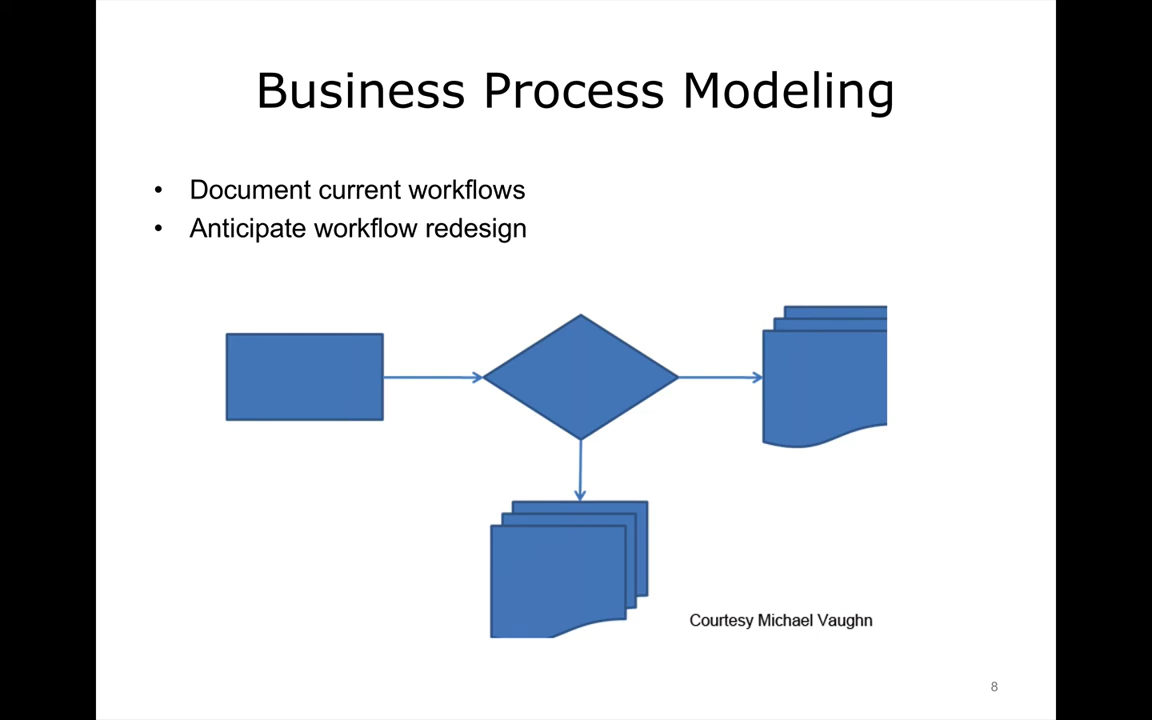 Business Process Modeling
• Document current workflows
• Anticipate workflow redesign
Courtesy Michael Vaughn
8